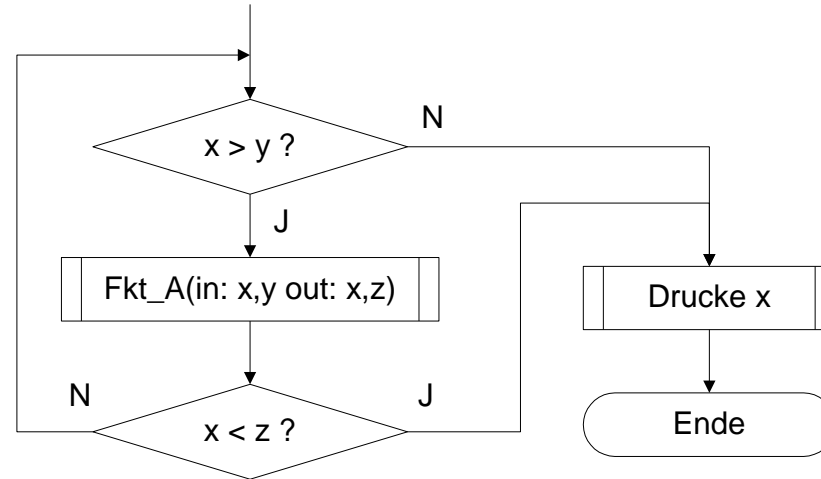 N
x > y ?
J
Fkt_A(in: x,y out: x,z)
Drucke x
N
J
x < z ?
Ende